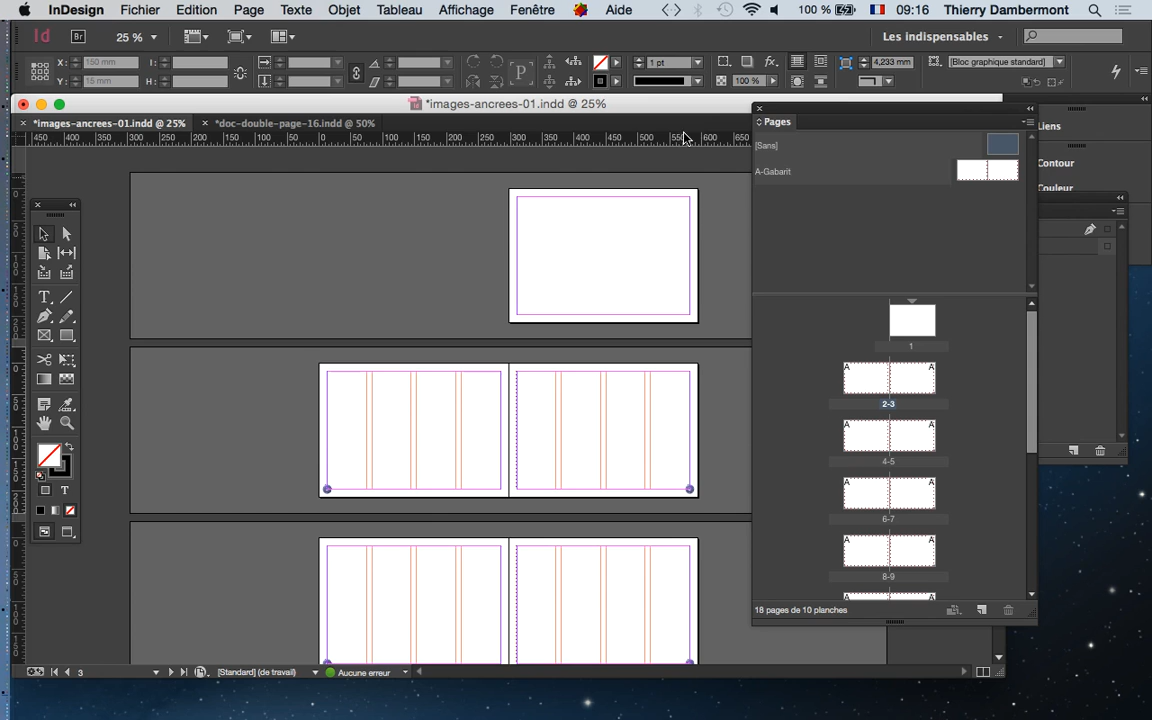 InDesign Fichier Edition Page Texte Objet Tableau Affichage Fenêtre Aide 100 % 09:16 Thierry Dambermont
Id Br 25 % Les indispensables
X: 150 mm L: 1 pt 4,233 mm [Bloc graphique standard]
Y: 15 mm H: P 100 %
*images-ancrees-01.indd @ 25%
*images-ancrees-01.indd @ 25% *doc-double-page-16.indd @ 50%
450 400 350 300 250 200 150 100 50 0 50 100 150 200 250 300 350 400 450 500 550 600 650
Pages
[Sans]
A-Gabarit
Liens
Contour
Couleur
1
A A
2-3
A A
4-5
A A
6-7
A A
8-9
18 pages de 10 planches
3 [Standard] (de travail) Aucune erreur